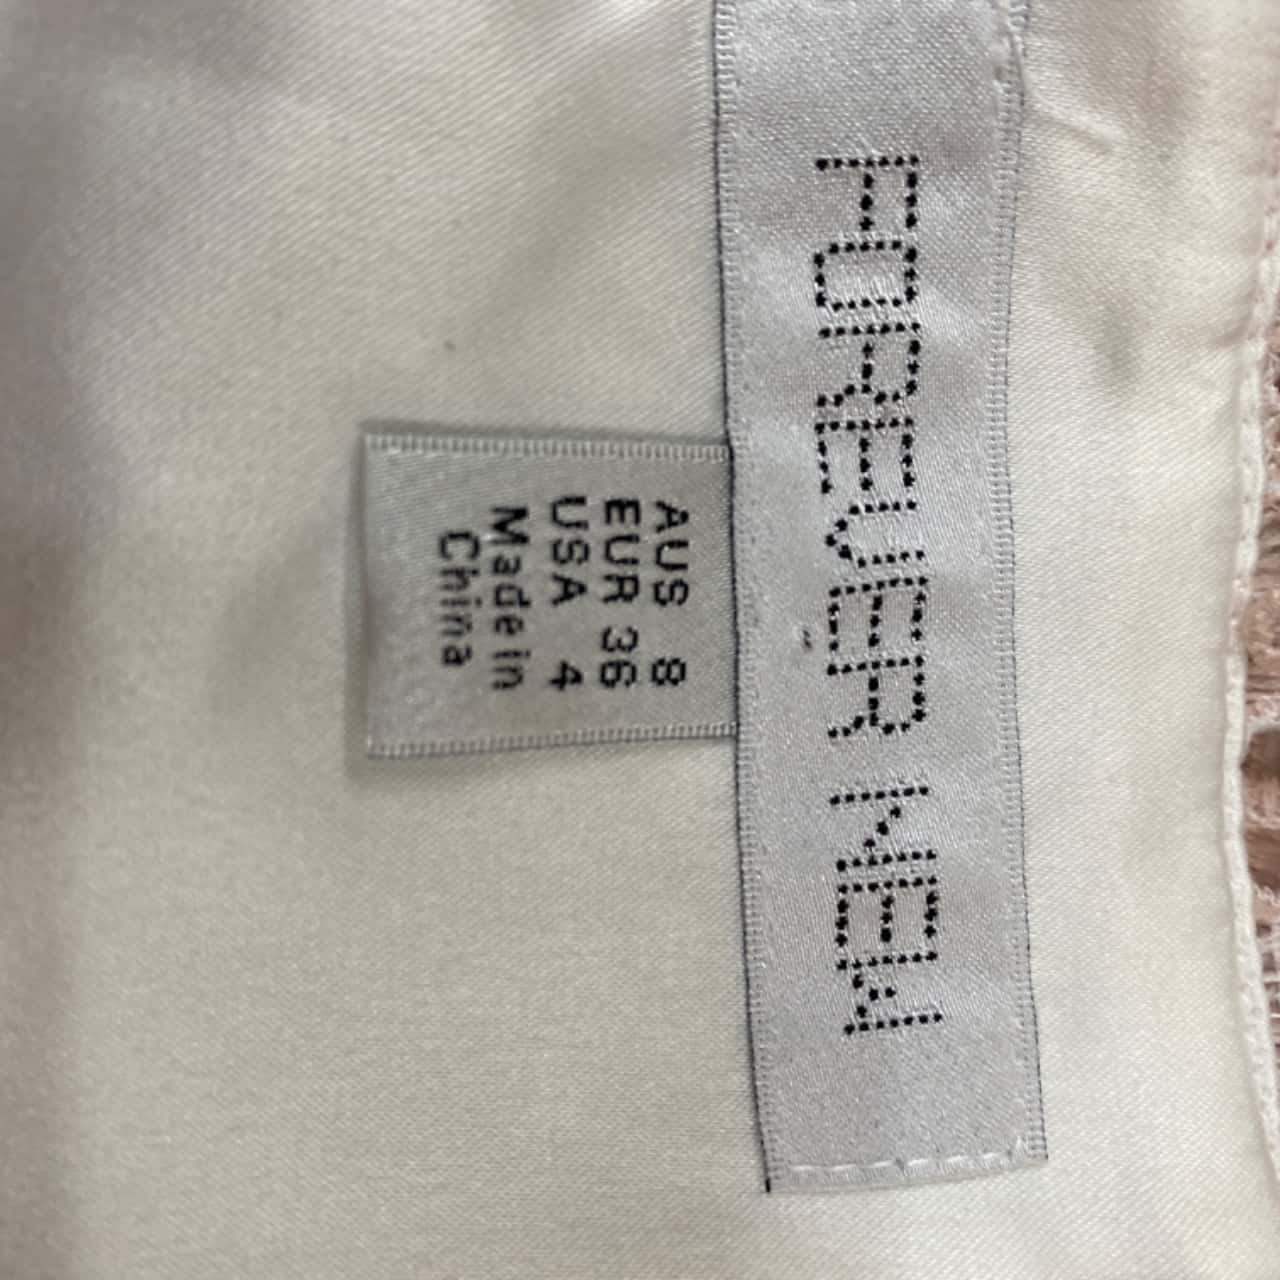 FOREVER NEW
AUS 8
EUR 36
USA 4
Made in
China